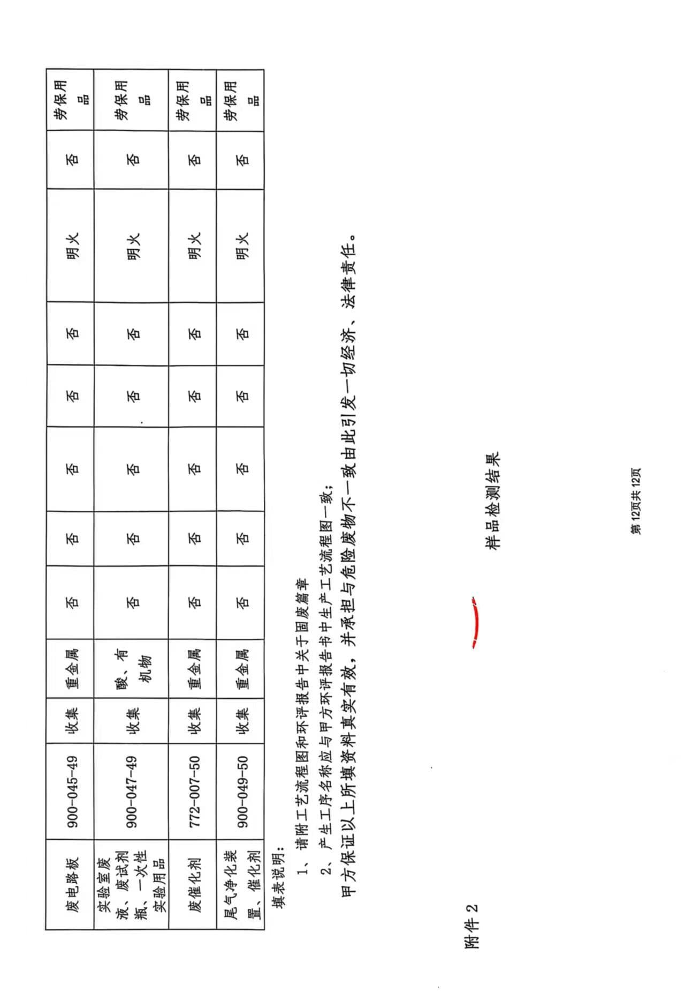 废电路板 900-045-49 收集 重金属 否 否 否 否 否 明火 否 劳保用
品
实验室废
液、废试剂
瓶、一次性
实验用品 900-047-49 收集 酸、有
机物 否 否 否 否 否 明火 否 劳保用
品
废催化剂 772-007-50 收集 重金属 否 否 否 否 否 明火 否 劳保用
品
尾气净化装
置、催化剂 900-049-50 收集 重金属 否 否 否 否 否 明火 否 劳保用
品
填表说明：
1、请附工艺流程图和环评报告中关于固废篇章
2、产生工序名称应与甲方环评报告书中生产工艺流程图一致；
甲方保证以上所填资料真实有效，并承担与危险废物不一致由此引发一切经济、法律责任。
附件 2
样品检测结果
第 12页共 12页